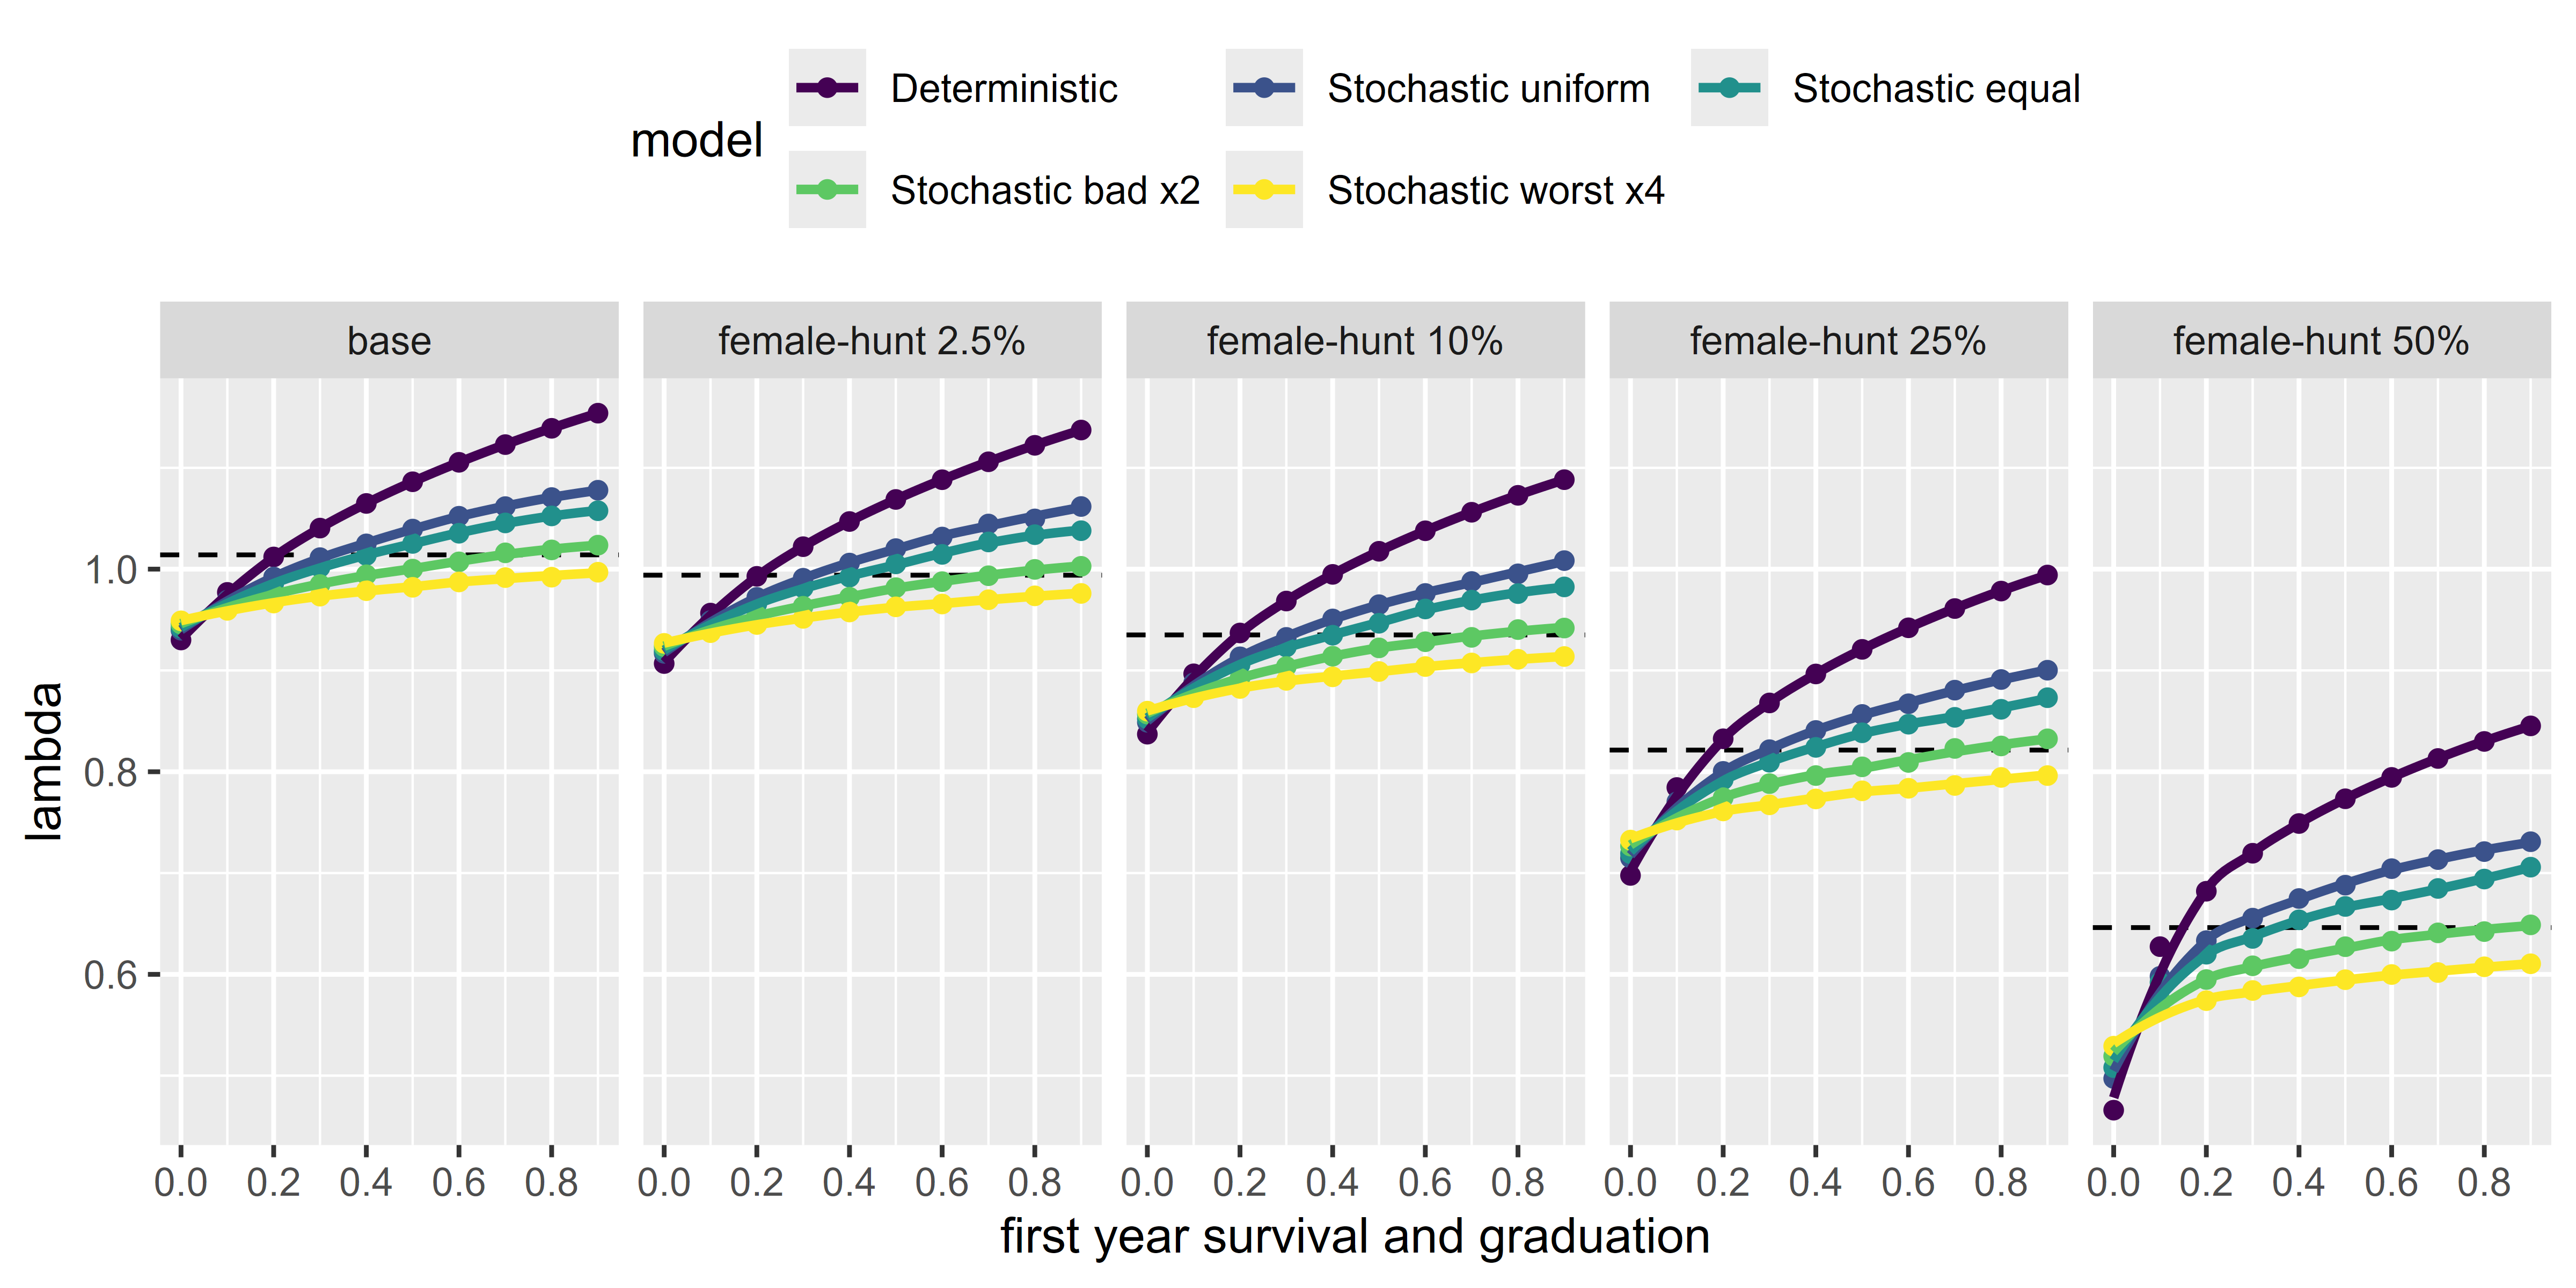 model
Deterministic
Stochastic uniform
Stochastic equal
Stochastic bad x2
Stochastic worst x4
base
female-hunt 2.5%
female-hunt 10%
female-hunt 25%
female-hunt 50%
lambda
1.0
0.8
0.6
0.0 0.2 0.4 0.6 0.8
0.0 0.2 0.4 0.6 0.8
0.0 0.2 0.4 0.6 0.8
0.0 0.2 0.4 0.6 0.8
0.0 0.2 0.4 0.6 0.8
first year survival and graduation